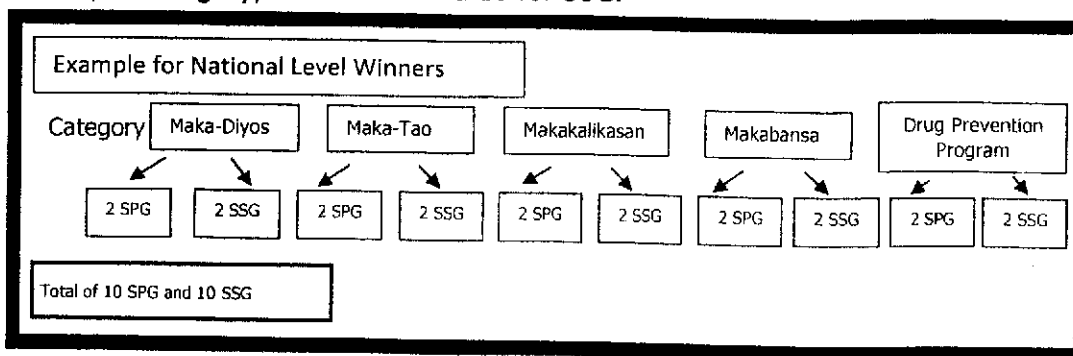 Example for National Level Winners
Category Maka-Diyos Maka-Tao Makakalikasan Makabansa Drug Prevention Program
2 SPG 2 SSG 2 SPG 2 SSG 2 SPG 2 SSG 2 SPG 2 SSG 2 SPG 2 SSG
Total of 10 SPG and 10 SSG